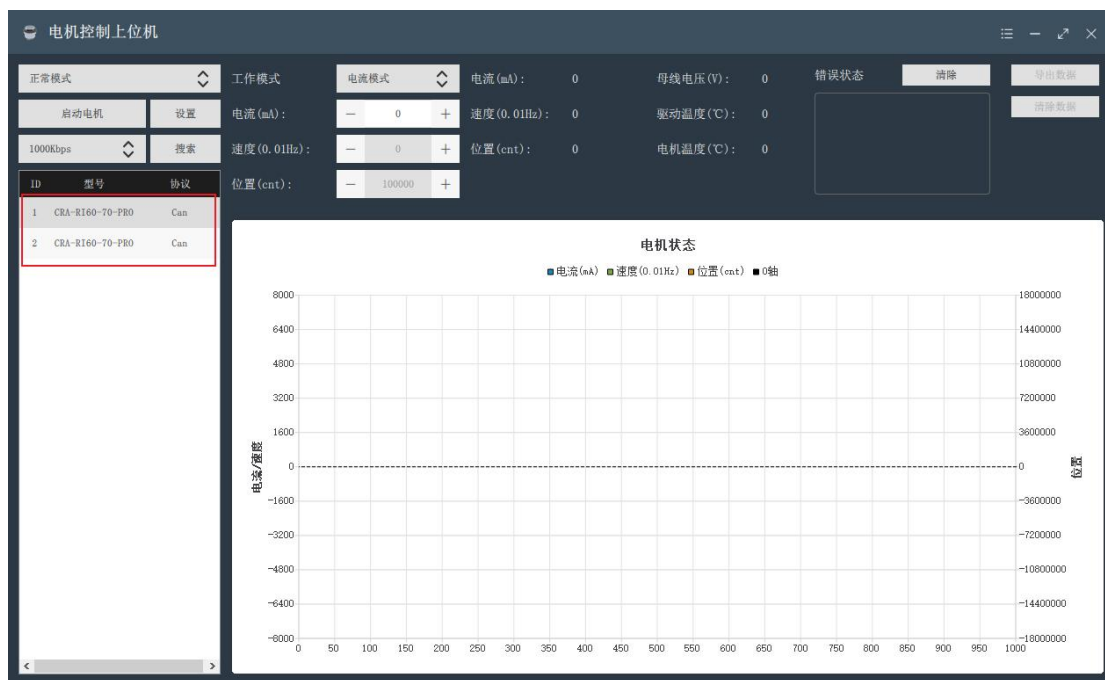 电机控制上位机
正常模式
启动电机 设置
1000Kbps 搜索
ID 型号 协议
1 CRA-RI60-70-PRO Can
2 CRA-RI60-70-PRO Can
工作模式 电流模式
电流(mA): － 0 ＋
速度(0.01Hz): － 0 ＋
位置(cnt): － 100000 ＋
电流(mA): 0
速度(0.01Hz): 0
位置(cnt): 0
母线电压(V): 0
驱动温度(℃): 0
电机温度(℃): 0
错误状态 清除
导出数据
清除数据
电机状态
电流(mA) 速度(0.01Hz) 位置(cnt) 0轴
电流/速度
8000
6400
4800
3200
1600
0
-1600
-3200
-4800
-6400
-8000
0 50 100 150 200 250 300 350 400 450 500 550 600 650 700 750 800 850 900 950 1000
18000000
14400000
10800000
7200000
3600000
0
-3600000
-7200000
-10800000
-14400000
-18000000
位置